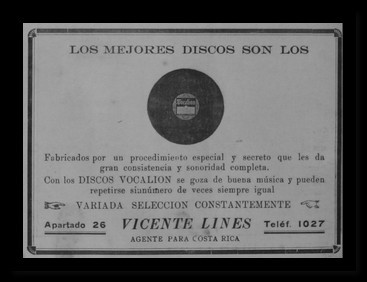 LOS MEJORES DISCOS SON LOS
Fabricados por un procedimiento especial y secreto que les da
gran consistencia y sonoridad completa.
Con los DISCOS VOCALION se goza de buena música y pueden
repetirse sinnúmero de veces siempre igual
VARIADA SELECCION CONSTANTEMENTE
Apartado 26 VICENTE LINES Teléf. 1027
AGENTE PARA COSTA RICA